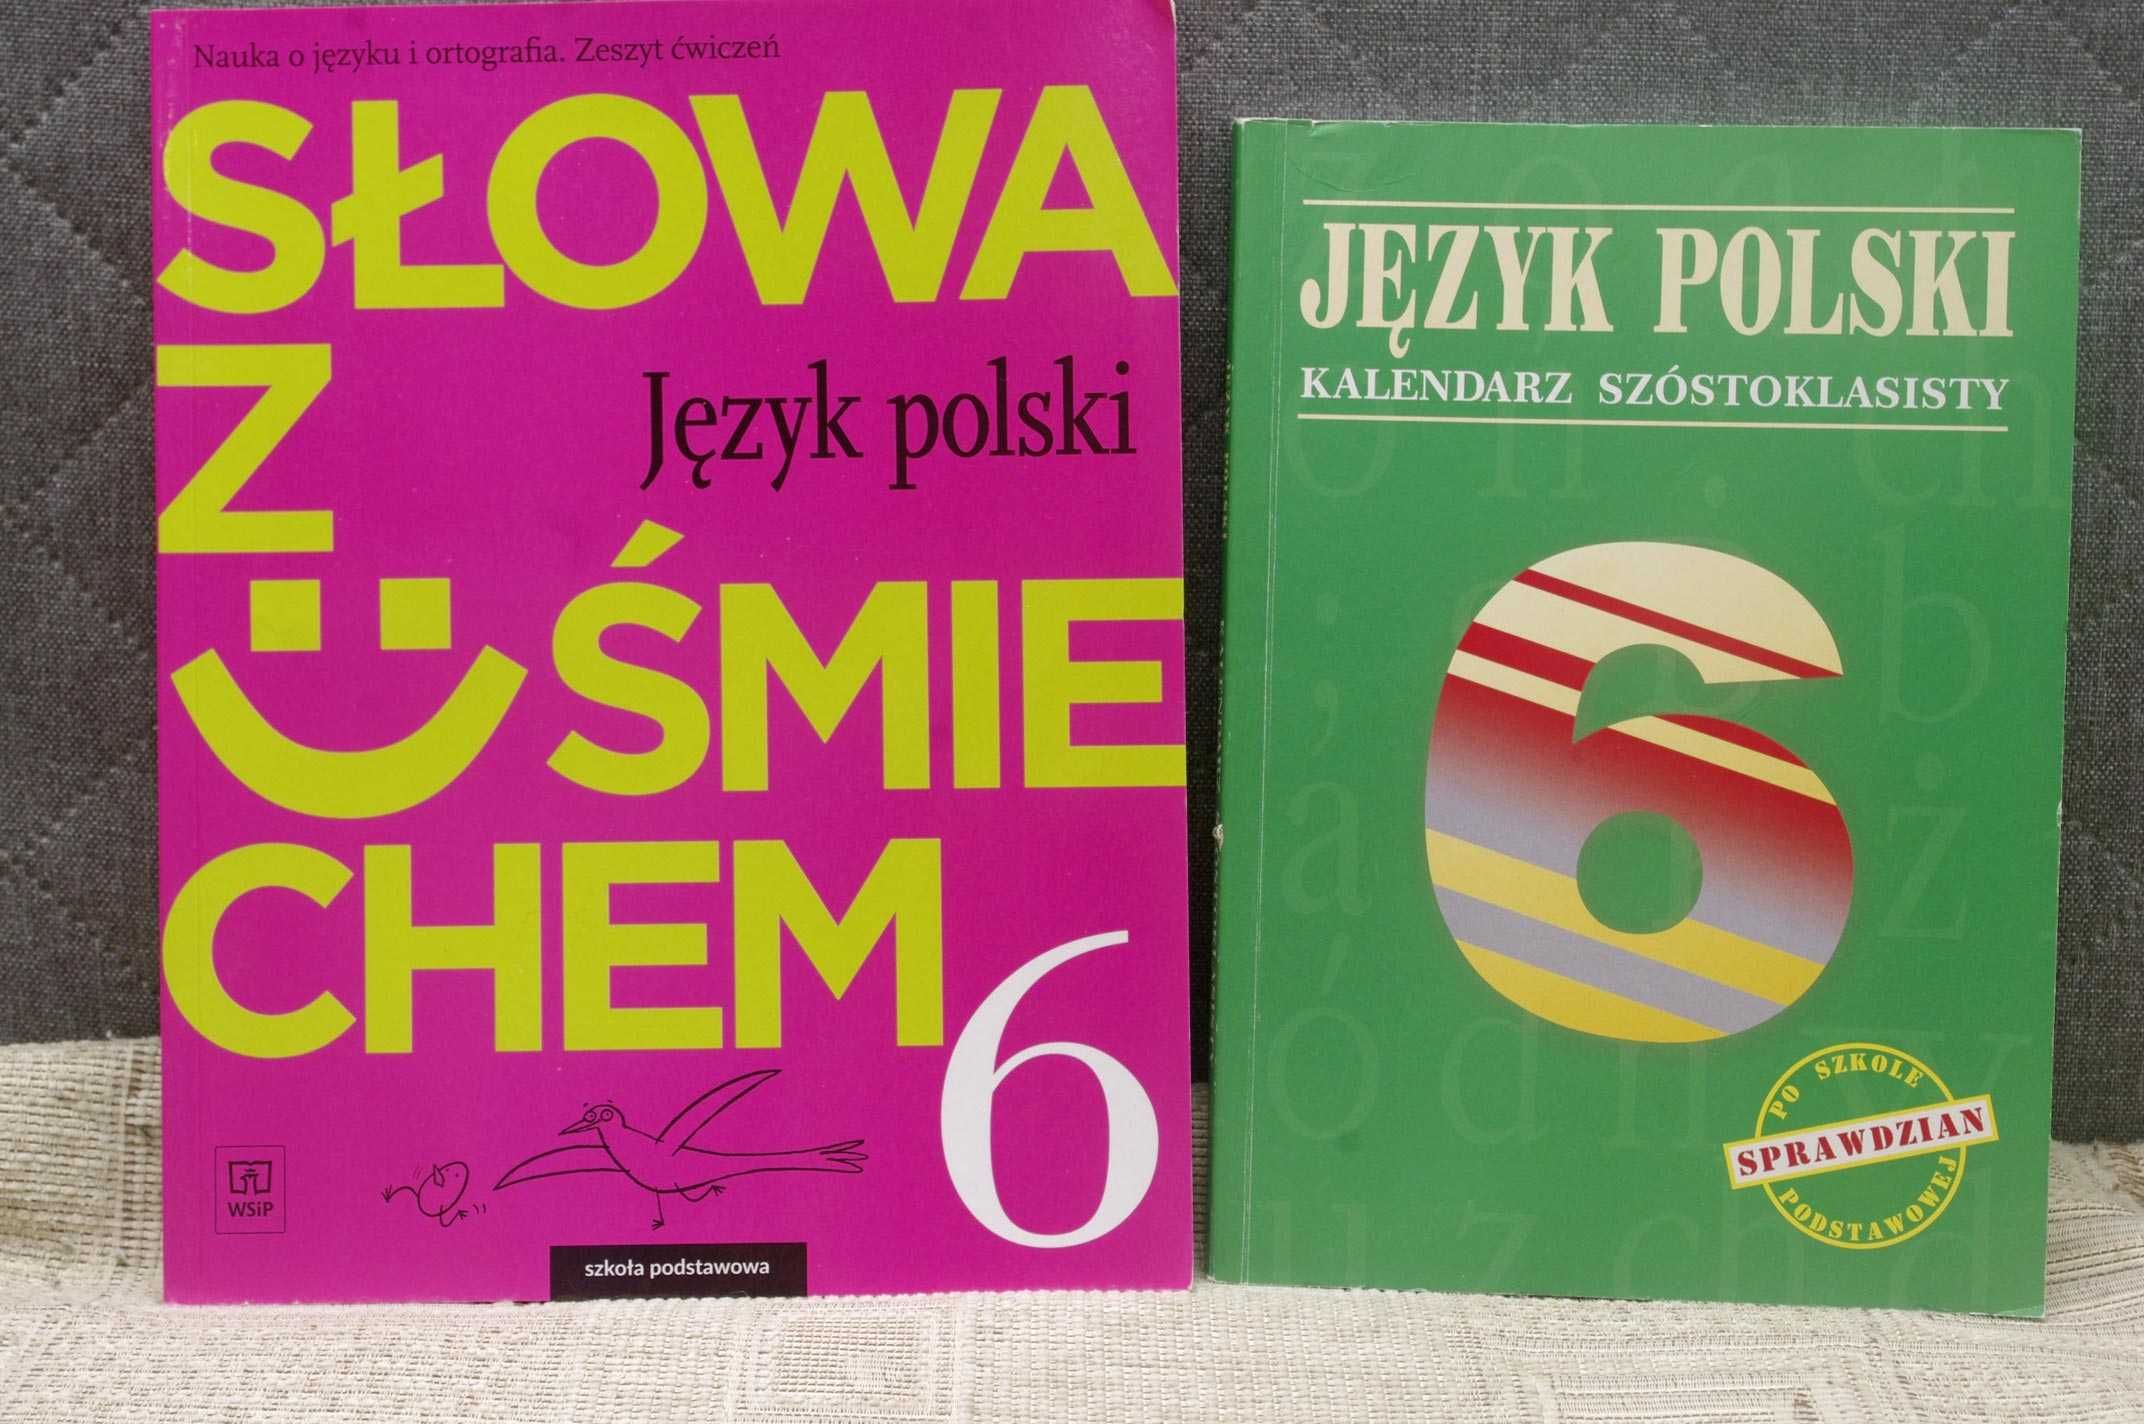 Nauka o języku i ortografia. Zeszyt ćwiczeń
SŁOWA
Z
Język polski
UŚMIE
CHEM
6
WSiP
szkoła podstawowa
JĘZYK POLSKI
KALENDARZ SZÓSTOKLASISTY
6
PO SZKOLE
SPRAWDZIAN
PODSTAWOWEJ